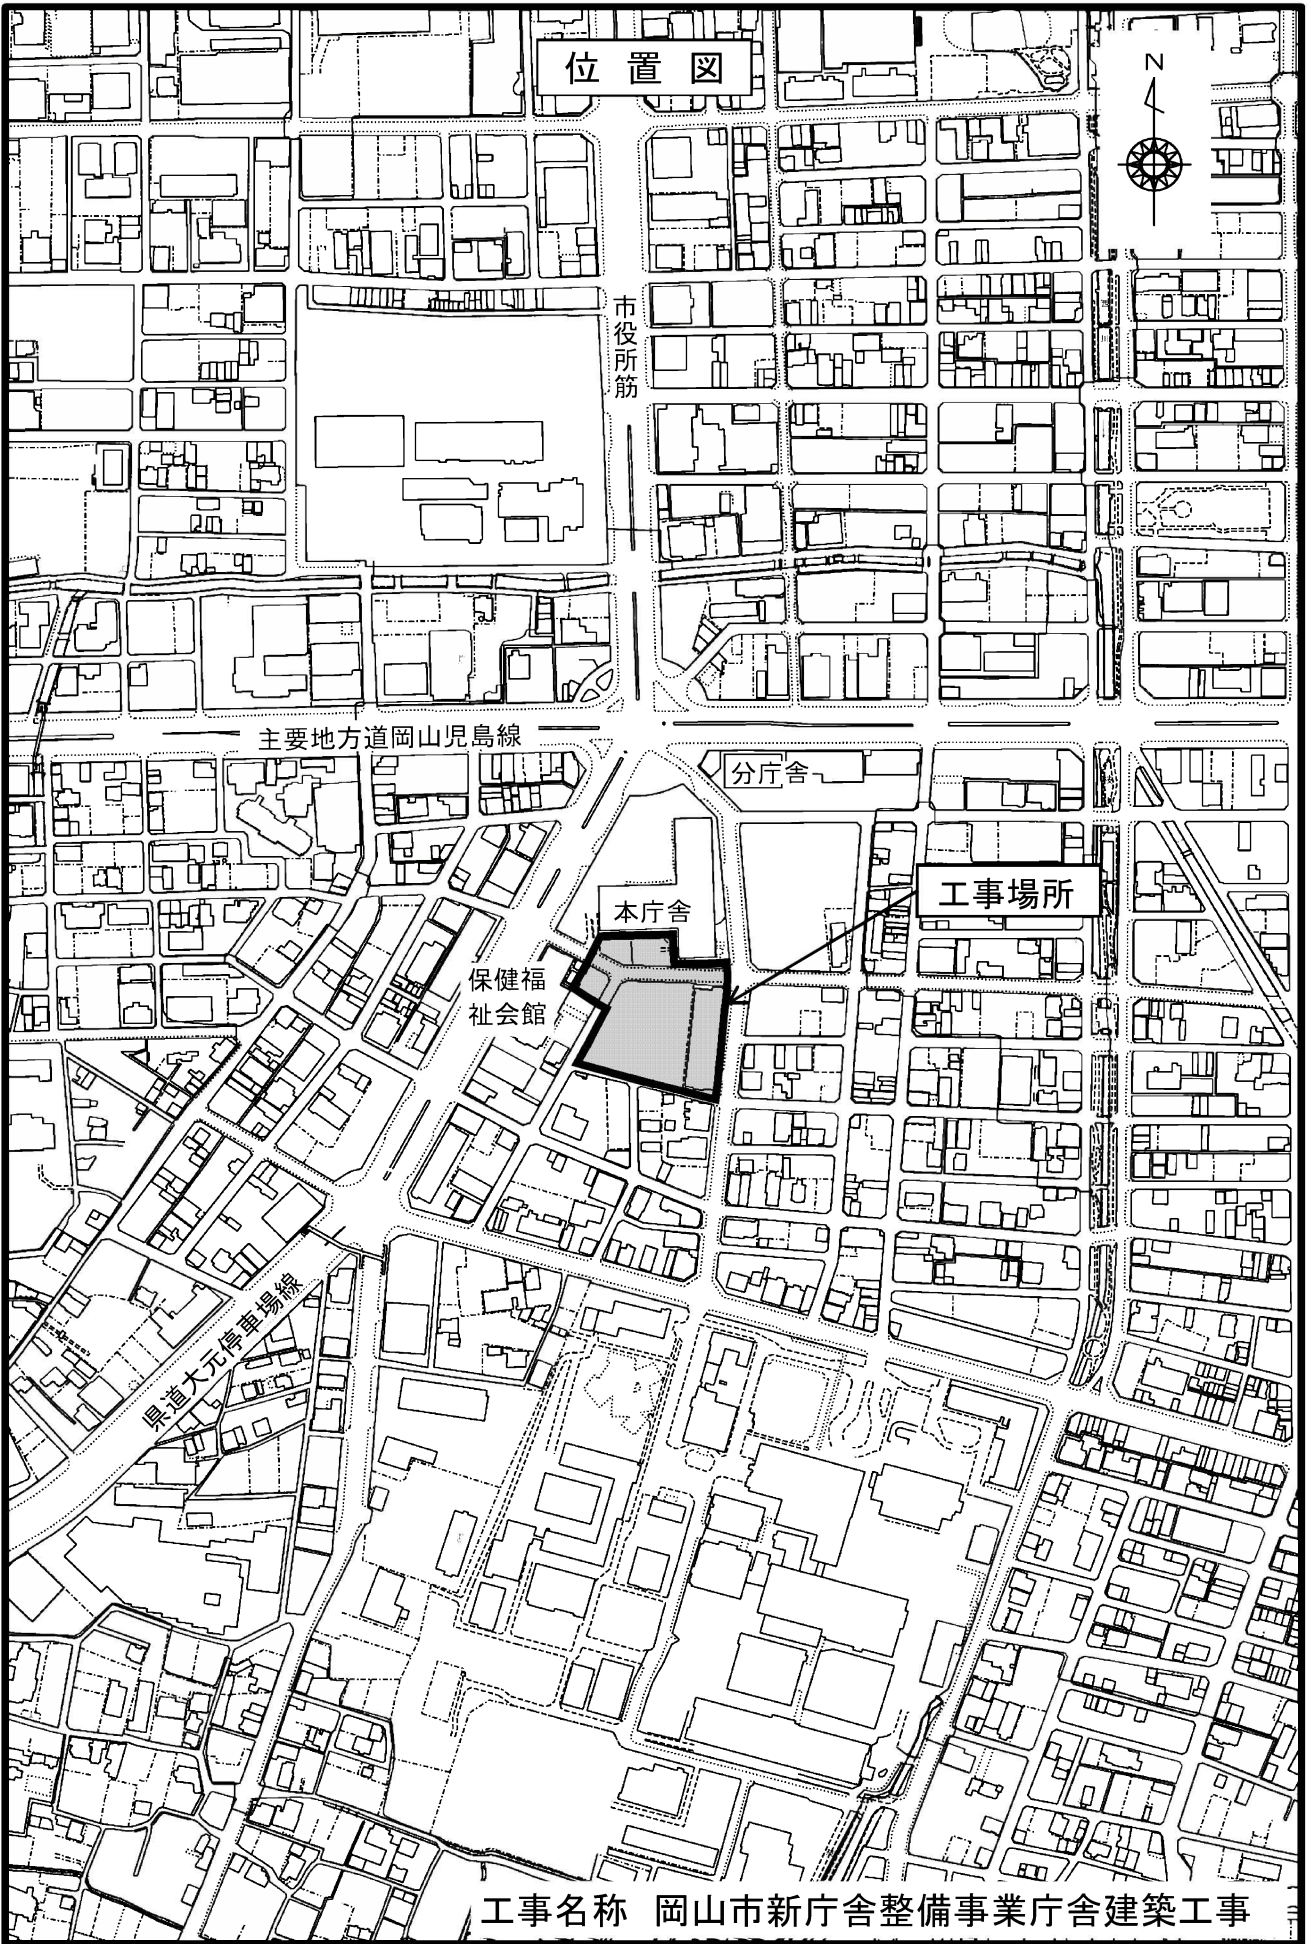 位置図
N
市役所筋
主要地方道岡山児島線
分庁舎
工事場所
本庁舎
保健福
祉会館
県道大元停車場線
工事名称 岡山市新庁舎整備事業庁舎建築工事